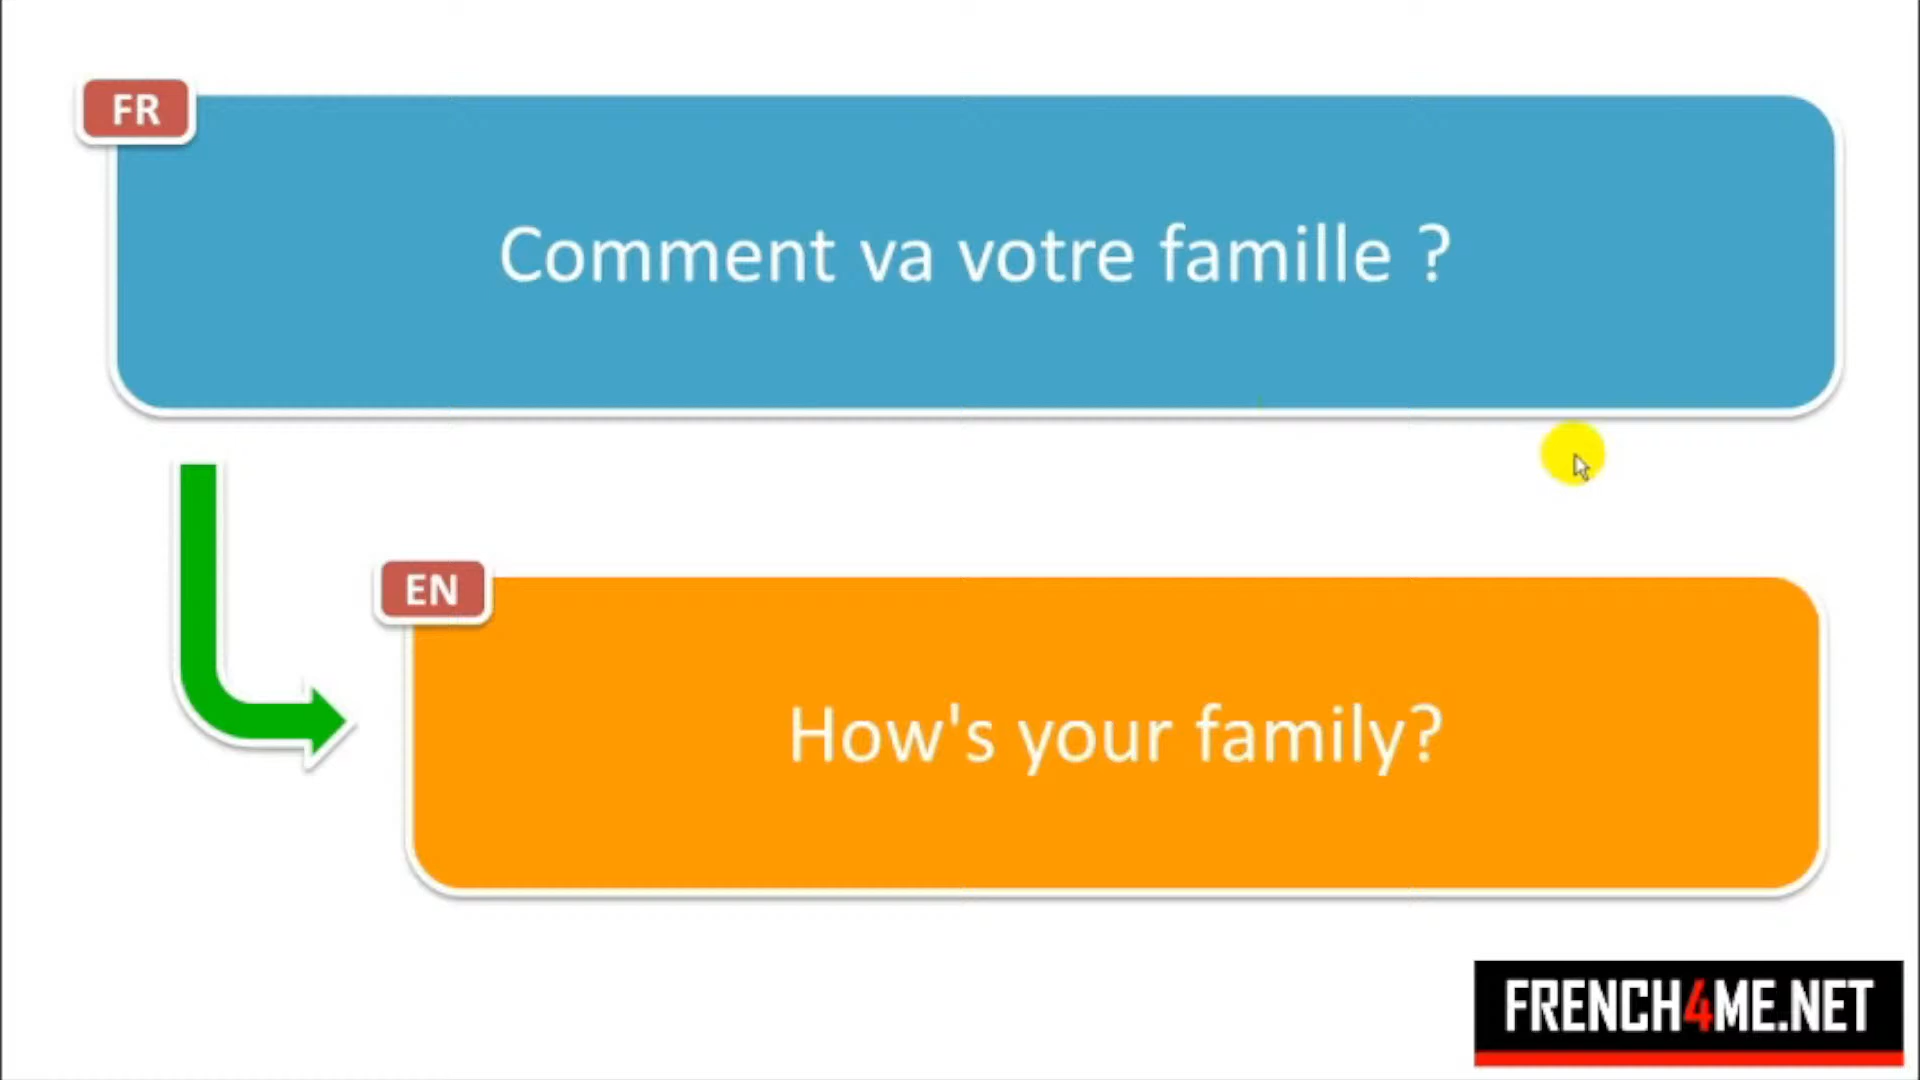 FR
Comment va votre famille ?
EN
How's your family?
FRENCH4ME.NET